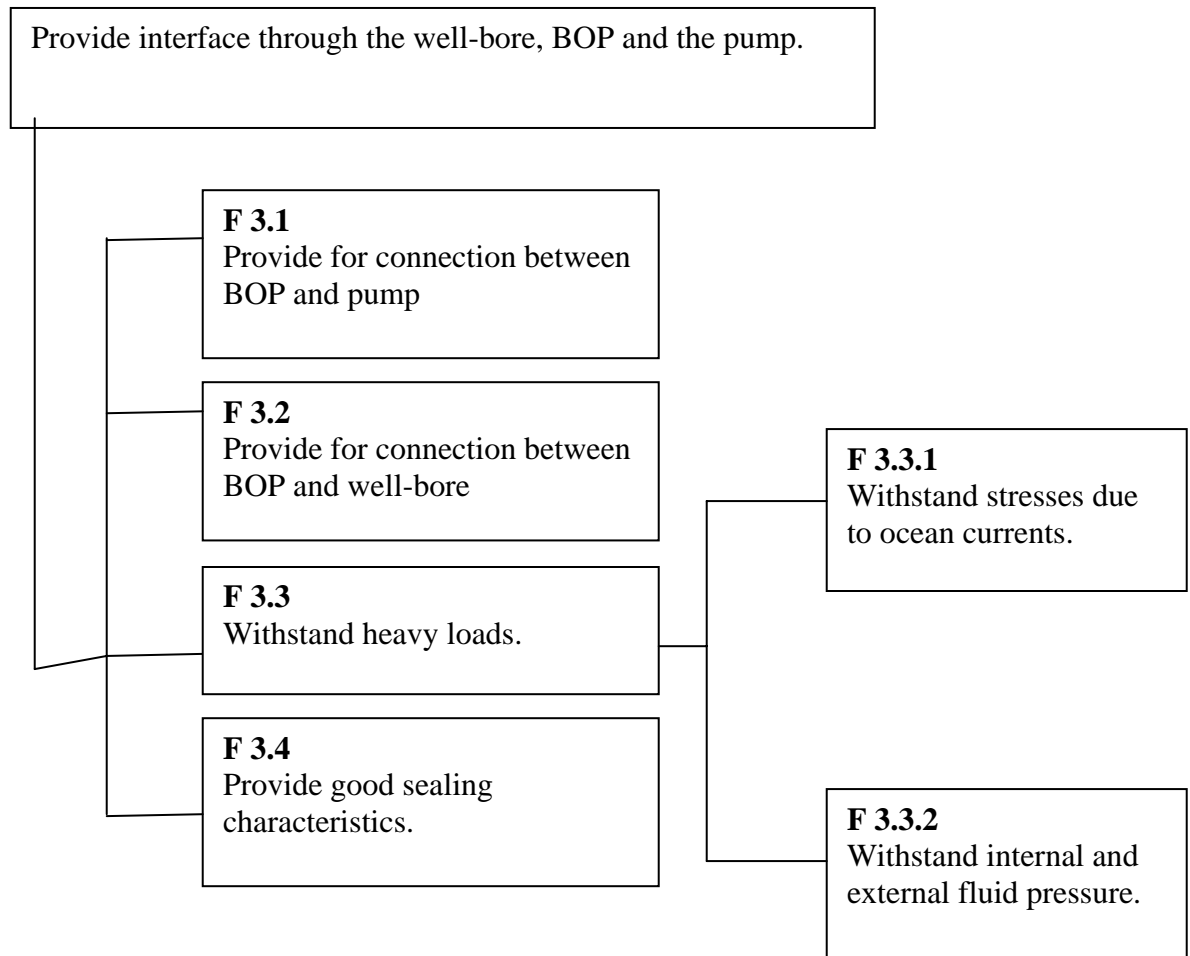 Provide interface through the well-bore, BOP and the pump.
F 3.1
Provide for connection between
BOP and pump
F 3.2
Provide for connection between
BOP and well-bore
F 3.3
Withstand heavy loads.
F 3.4
Provide good sealing
characteristics.
F 3.3.1
Withstand stresses due
to ocean currents.
F 3.3.2
Withstand internal and
external fluid pressure.